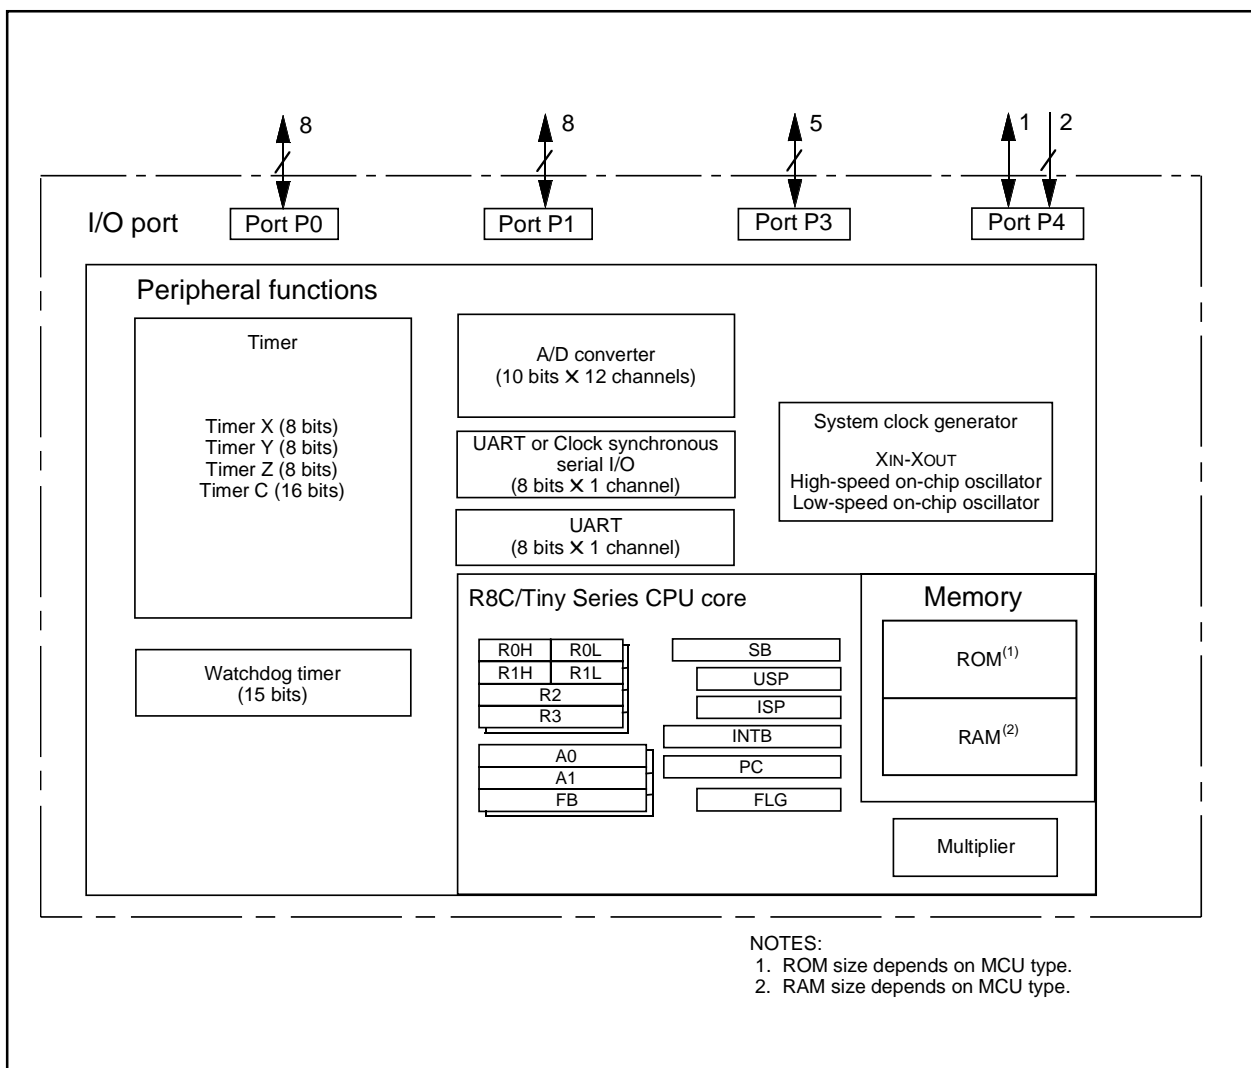 8
8
5
1
2
I/O port
Port P0
Port P1
Port P3
Port P4
Peripheral functions
Timer
Timer X (8 bits)
Timer Y (8 bits)
Timer Z (8 bits)
Timer C (16 bits)
Watchdog timer
(15 bits)
A/D converter
(10 bits × 12 channels)
UART or Clock synchronous
serial I/O
(8 bits × 1 channel)
UART
(8 bits × 1 channel)
System clock generator
XIN-XOUT
High-speed on-chip oscillator
Low-speed on-chip oscillator
R8C/Tiny Series CPU core
R0H
R0L
R1H
R1L
R2
R3
A0
A1
FB
SB
USP
ISP
INTB
PC
FLG
Memory
ROM(1)
RAM(2)
Multiplier
NOTES:
1. ROM size depends on MCU type.
2. RAM size depends on MCU type.